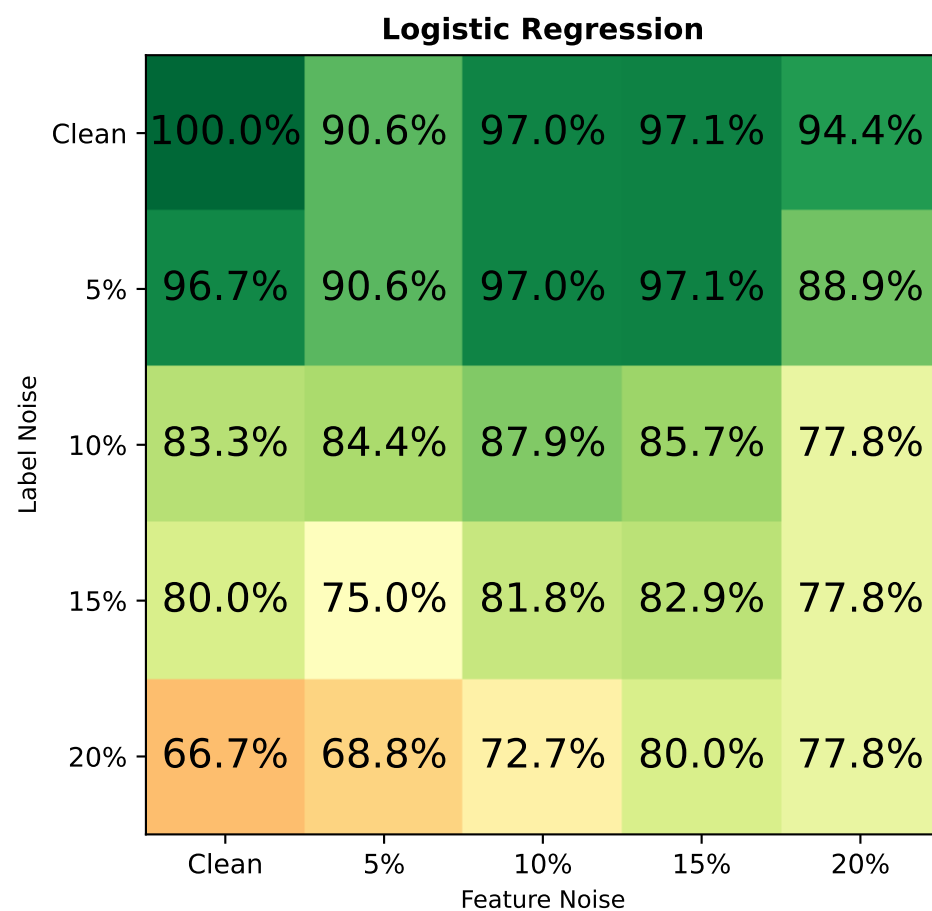 Logistic Regression
Clean 100.0% 90.6% 97.0% 97.1% 94.4%
5% 96.7% 90.6% 97.0% 97.1% 88.9%
10% 83.3% 84.4% 87.9% 85.7% 77.8%
15% 80.0% 75.0% 81.8% 82.9% 77.8%
20% 66.7% 68.8% 72.7% 80.0% 77.8%
Label Noise
Clean 5% 10% 15% 20%
Feature Noise